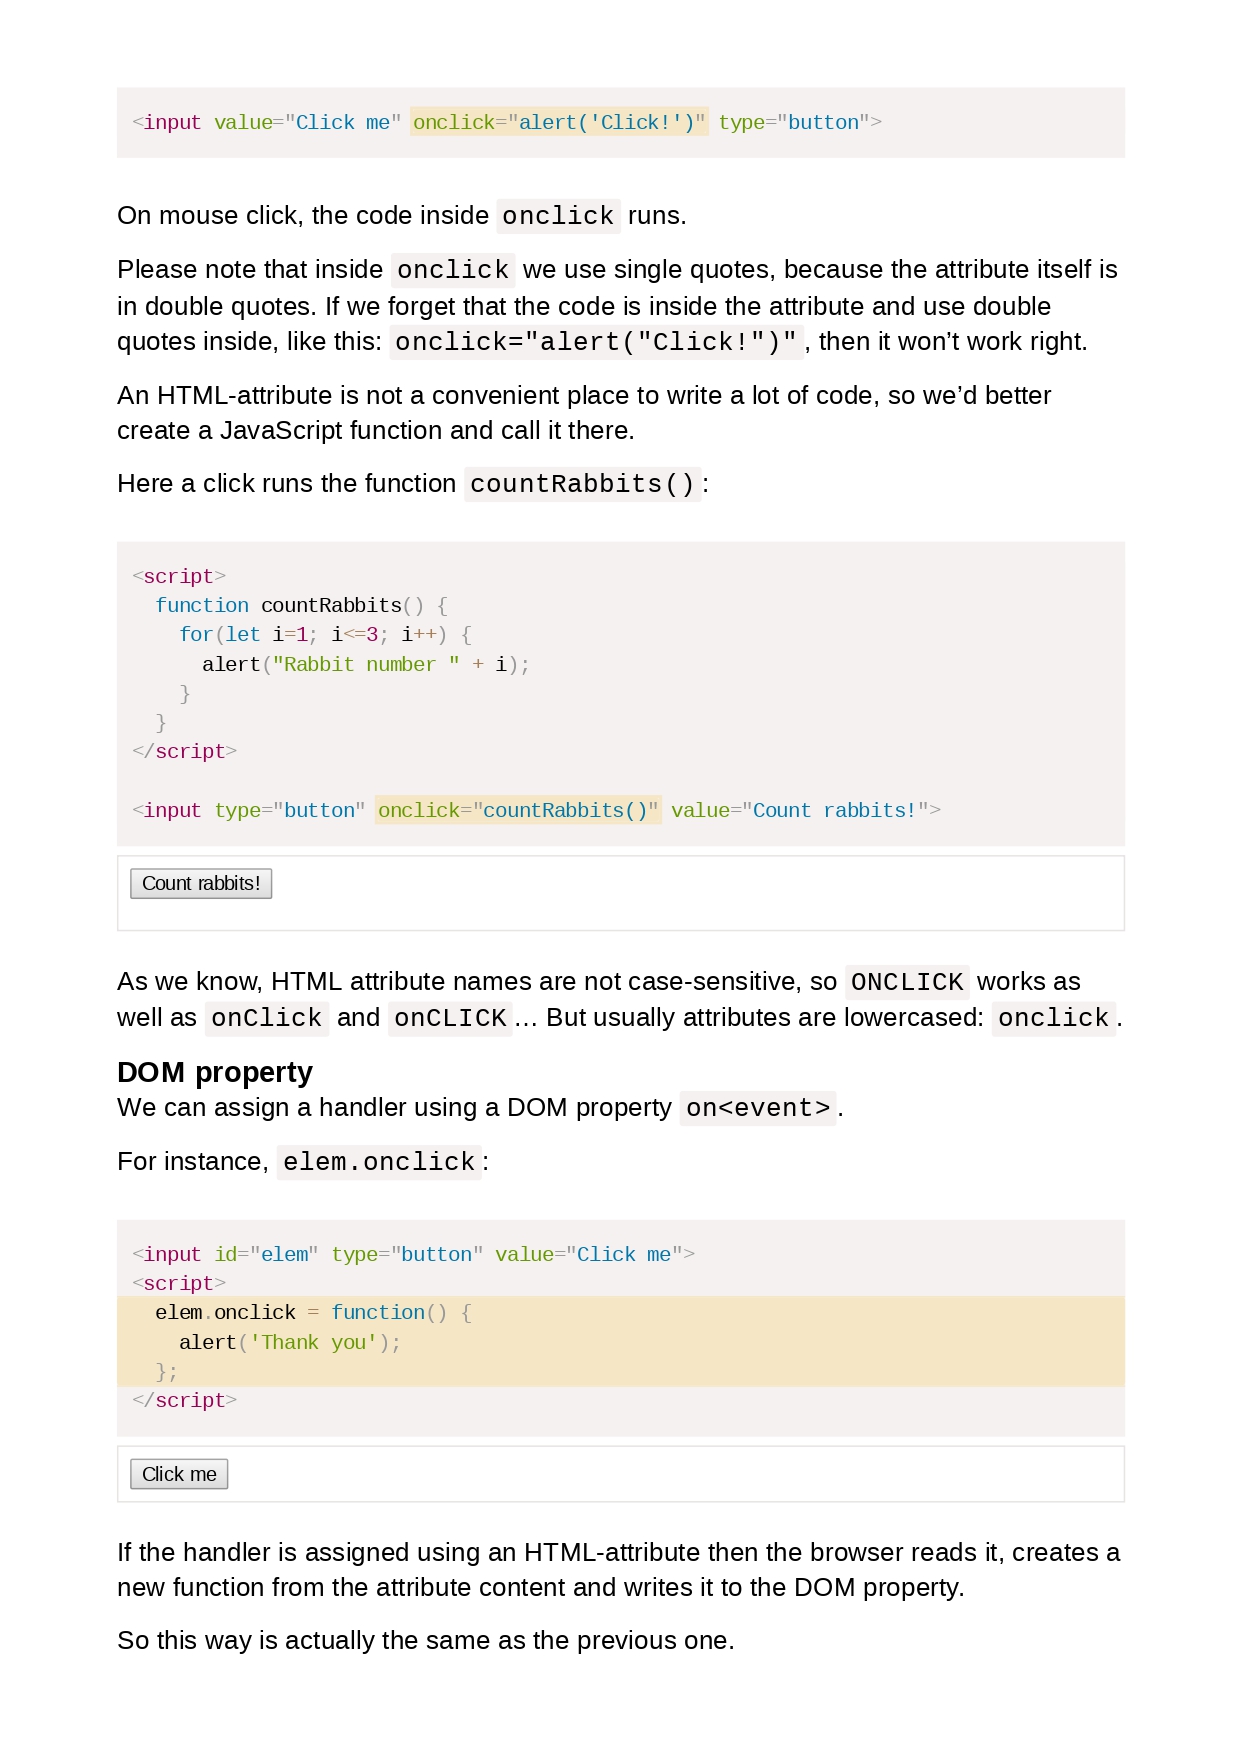 <input value="Click me" onclick="alert('Click!')" type="button">
On mouse click, the code inside onclick runs.
Please note that inside onclick we use single quotes, because the attribute itself is
in double quotes. If we forget that the code is inside the attribute and use double
quotes inside, like this: onclick="alert("Click!")", then it won’t work right.
An HTML-attribute is not a convenient place to write a lot of code, so we’d better
create a JavaScript function and call it there.
Here a click runs the function countRabbits():
<script>
  function countRabbits() {
    for(let i=1; i<=3; i++) {
      alert("Rabbit number " + i);
    }
  }
</script>
<input type="button" onclick="countRabbits()" value="Count rabbits!">
Count rabbits!
As we know, HTML attribute names are not case-sensitive, so ONCLICK works as
well as onClick and onCLICK… But usually attributes are lowercased: onclick.
DOM property
We can assign a handler using a DOM property on<event>.
For instance, elem.onclick:
<input id="elem" type="button" value="Click me">
<script>
  elem.onclick = function() {
    alert('Thank you');
  };
</script>
Click me
If the handler is assigned using an HTML-attribute then the browser reads it, creates a
new function from the attribute content and writes it to the DOM property.
So this way is actually the same as the previous one.